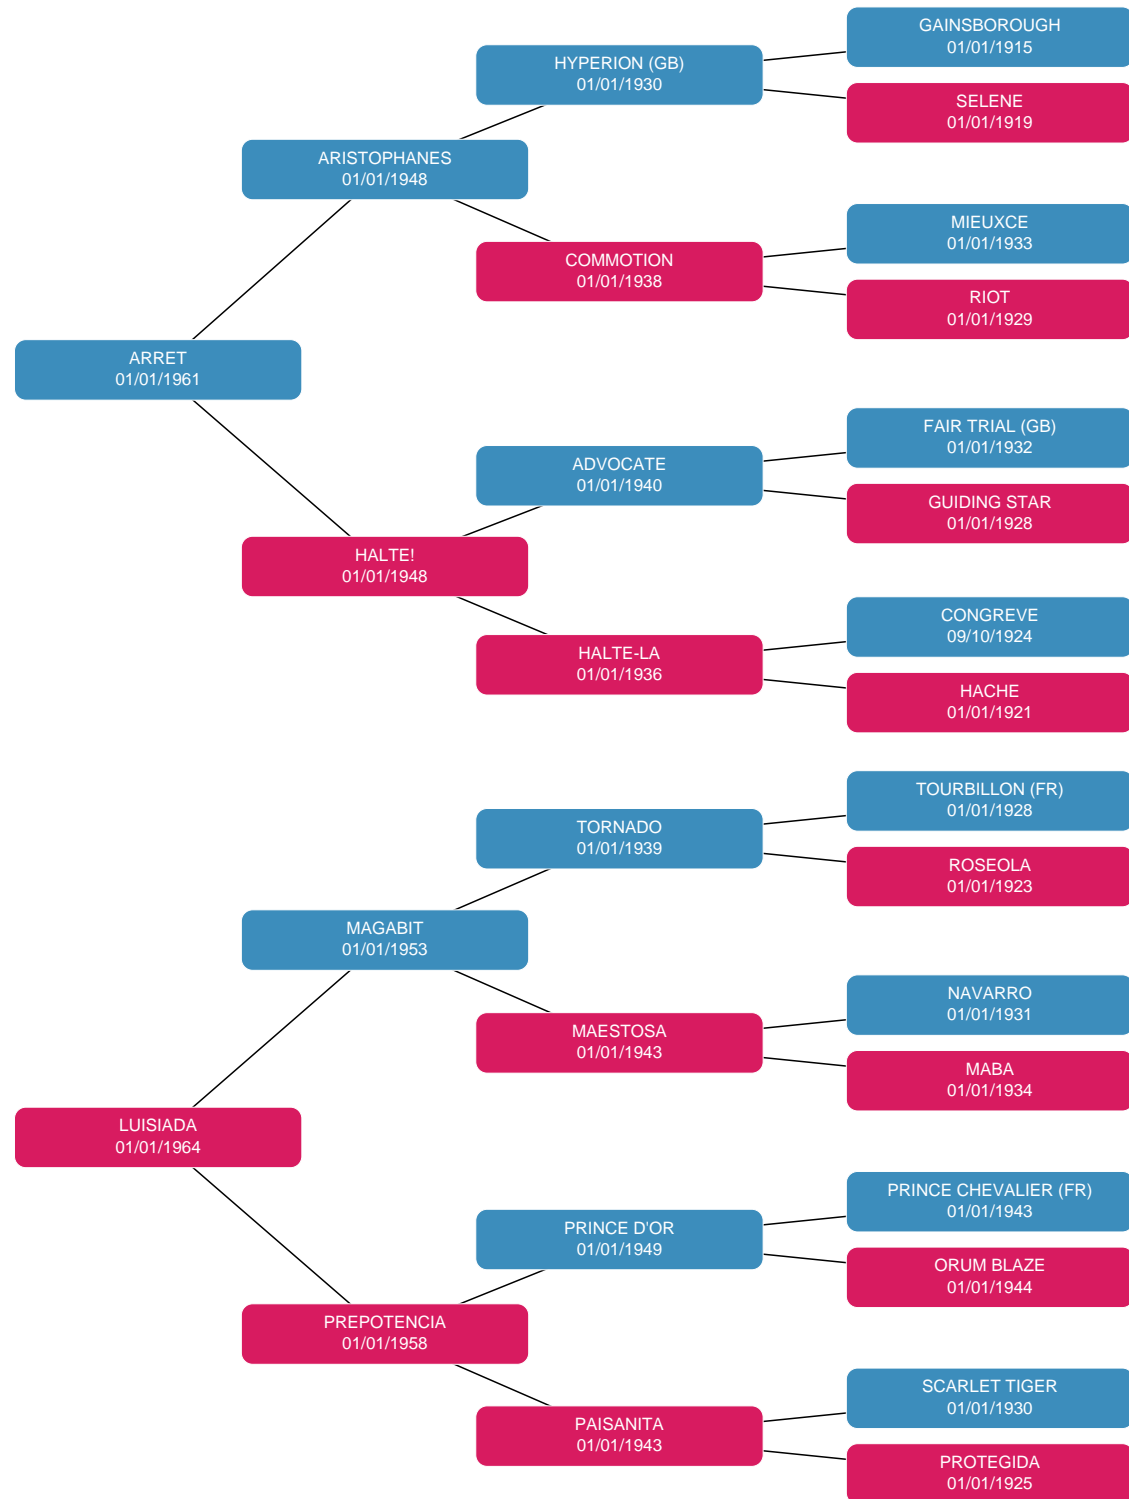 GAINSBOROUGH
01/01/1915
HYPERION (GB)
01/01/1930
SELENE
01/01/1919
ARISTOPHANES
01/01/1948
MIEUXCE
01/01/1933
COMMOTION
01/01/1938
RIOT
01/01/1929
ARRET
01/01/1961
FAIR TRIAL (GB)
01/01/1932
ADVOCATE
01/01/1940
GUIDING STAR
01/01/1928
HALTE!
01/01/1948
CONGREVE
09/10/1924
HALTE-LA
01/01/1936
HACHE
01/01/1921
TOURBILLON (FR)
01/01/1928
TORNADO
01/01/1939
ROSEOLA
01/01/1923
MAGABIT
01/01/1953
NAVARRO
01/01/1931
MAESTOSA
01/01/1943
MABA
01/01/1934
LUISIADA
01/01/1964
PRINCE CHEVALIER (FR)
01/01/1943
PRINCE D'OR
01/01/1949
ORUM BLAZE
01/01/1944
PREPOTENCIA
01/01/1958
SCARLET TIGER
01/01/1930
PAISANITA
01/01/1943
PROTEGIDA
01/01/1925